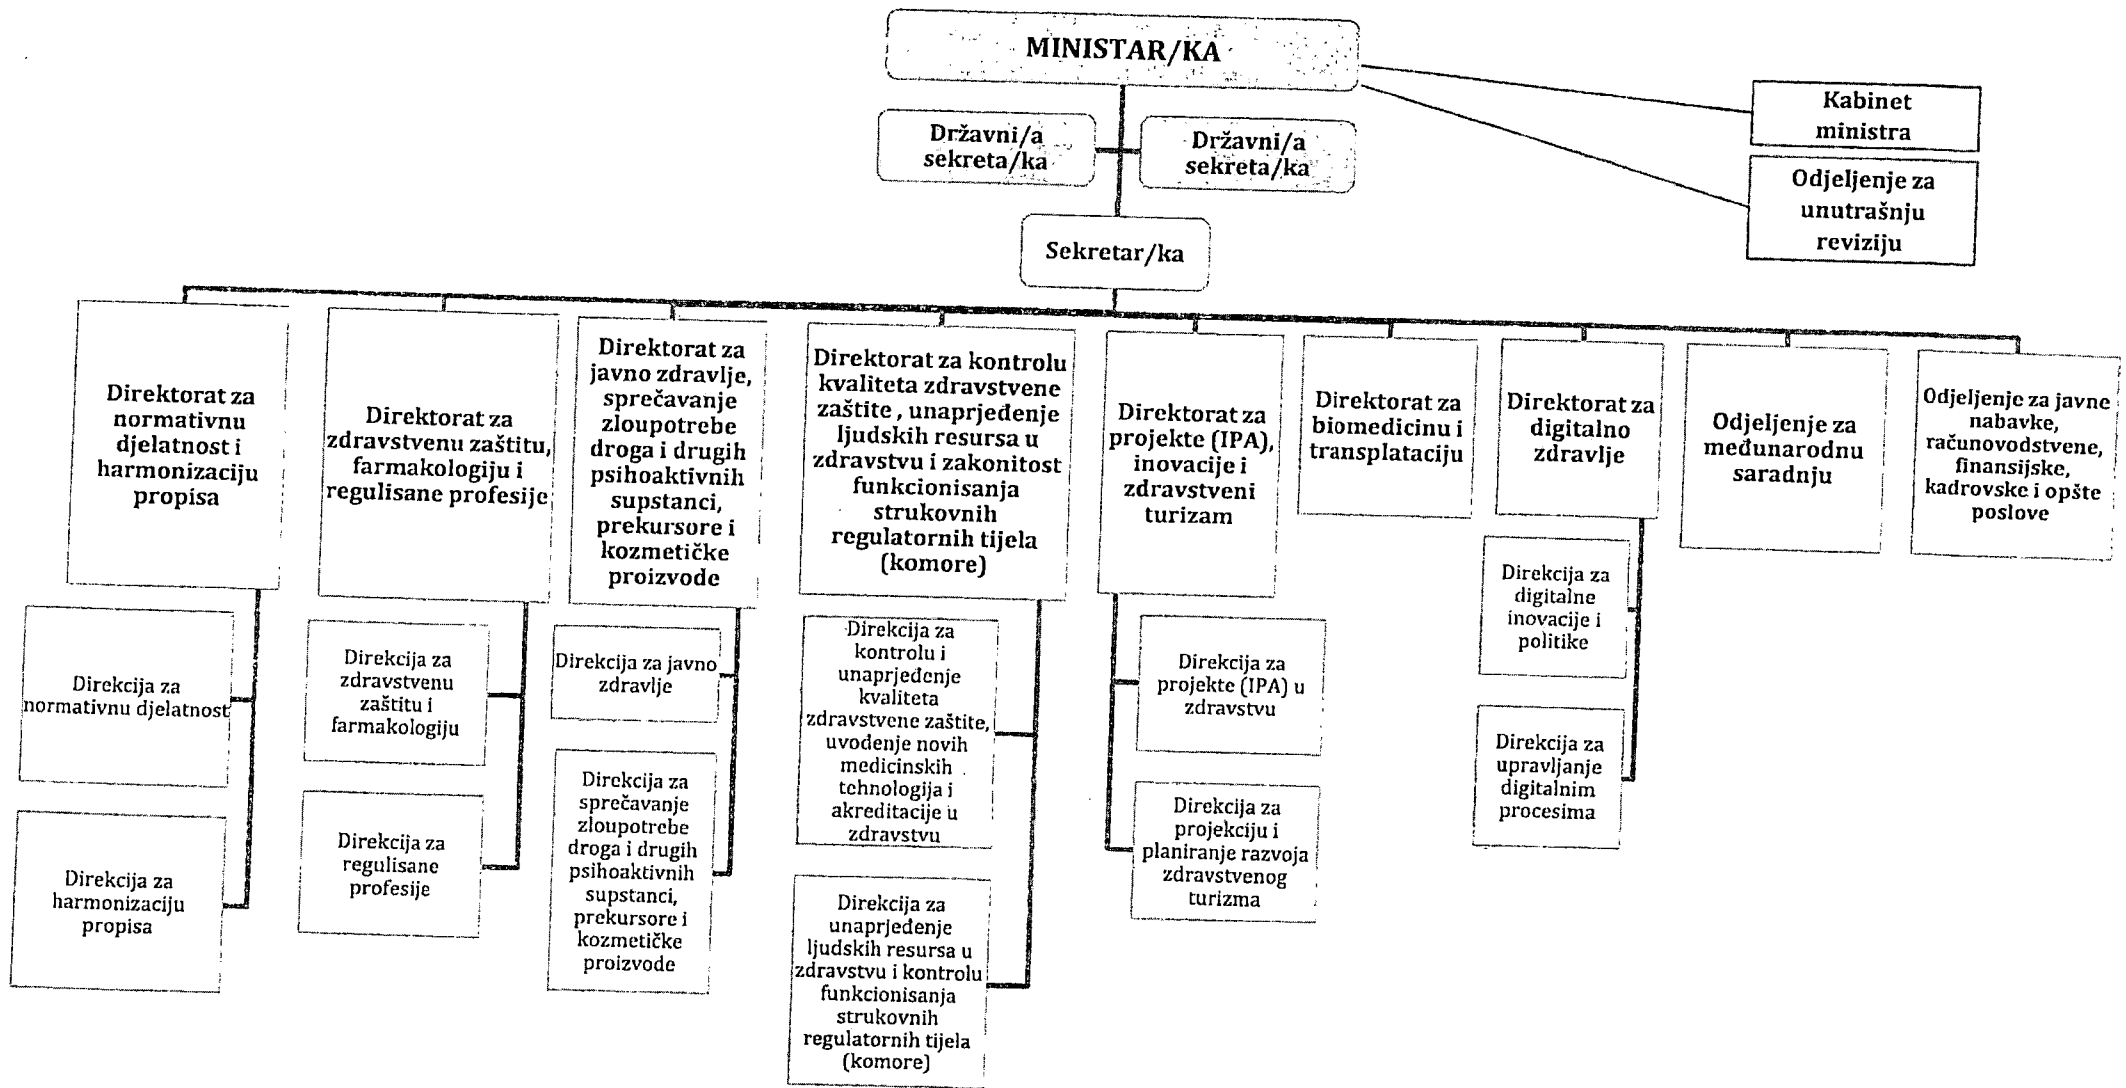 MINISTAR/KA
Kabinet
ministra
Državni/a
sekreta/ka
Državni/a
sekreta/ka
Odjeljenje za
unutrašnju
reviziju
Sekretar/ka
Direktorat za
normativnu
djelatnost i
harmonizaciju
propisa
Direktorat za
zdravstvenu zaštitu,
farmakologiju i
regulisane profesije
Direktorat za
javno zdravlje,
sprečavanje
zloupotrebe
droga i drugih
psihoaktivnih
supstanci,
prekursore i
kozmetičke
proizvode
Direktorat za kontrolu
kvaliteta zdravstvene
zaštite , unaprjeđenje
ljudskih resursa u
zdravstvu i zakonitost
funkcionisanja
strukovnih
regulatornih tijela
(komore)
Direktorat za
projekte (IPA),
inovacije i
zdravstveni
turizam
Direktorat za
biomedicinu i
transplataciju
Direktorat za
digitalno
zdravlje
Odjeljenje za
međunarodnu
saradnju
Odjeljenje za javne
nabavke,
računovodstvene,
finansijske,
kadrovske i opšte
poslove
Direkcija za
normativnu djelatnost
Direkcija za
harmonizaciju
propisa
Direkcija za
zdravstvenu
zaštitu i
farmakologiju
Direkcija za
regulisane
profesije
Direkcija za javno
zdravlje
Direkcija za
sprečavanje
zloupotrebe
droga i drugih
psihoaktivnih
supstanci,
prekursore i
kozmetičke
proizvode
Direkcija za
kontrolu i
unaprjeđenje
kvaliteta
zdravstvene zaštite,
uvođenje novih
medicinskih
tehnologija i
akreditacije u
zdravstvu
Direkcija za
unaprjeđenje
ljudskih resursa u
zdravstvu i kontrolu
funkcionisanja
strukovnih
regulatornih tijela
(komore)
Direkcija za
projekte (IPA) u
zdravstvu
Direkcija za
projekciju i
planiranje razvoja
zdravstvenog
turizma
Direkcija za
digitalne
inovacije i
politike
Direkcija za
upravljanje
digitalnim
procesima